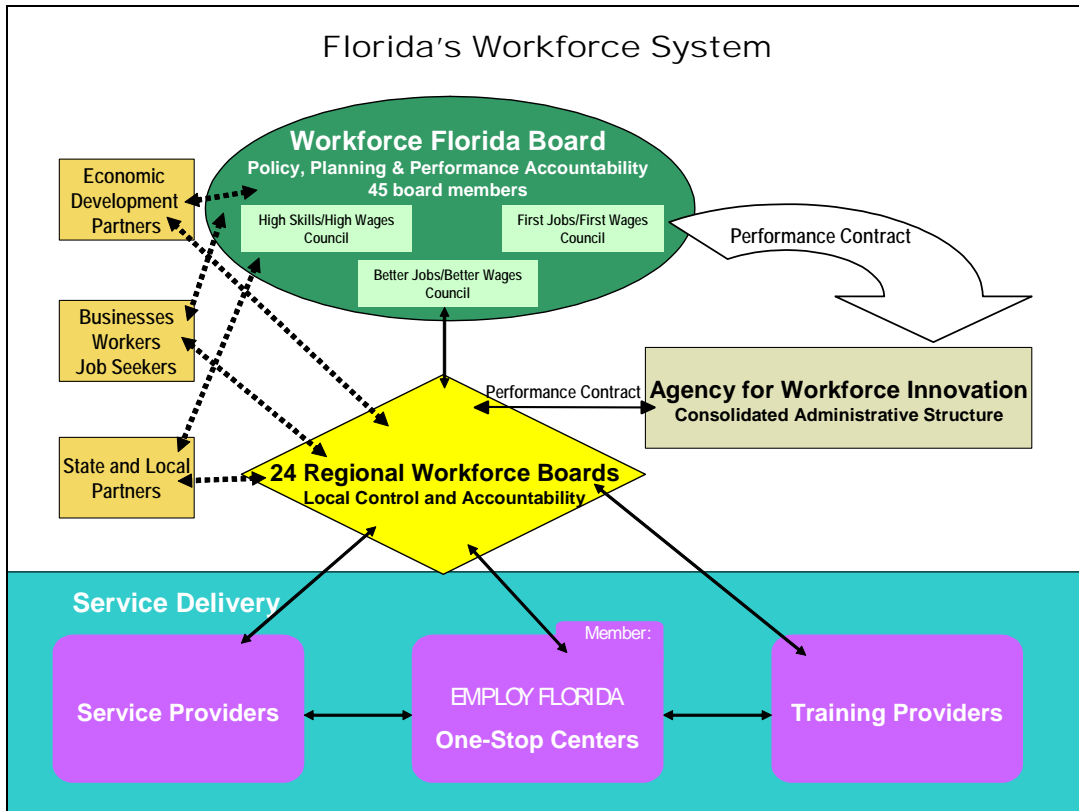 Florida's Workforce System
Workforce Florida Board
Policy, Planning & Performance Accountability
45 board members
High Skills/High Wages
Council
First Jobs/First Wages
Council
Better Jobs/Better Wages
Council
Economic
Development
Partners
Businesses
Workers
Job Seekers
State and Local
Partners
Performance Contract
Agency for Workforce Innovation
Consolidated Administrative Structure
Performance Contract
24 Regional Workforce Boards
Local Control and Accountability
Service Delivery
Service Providers
Member:
EMPLOY FLORIDA
One-Stop Centers
Training Providers